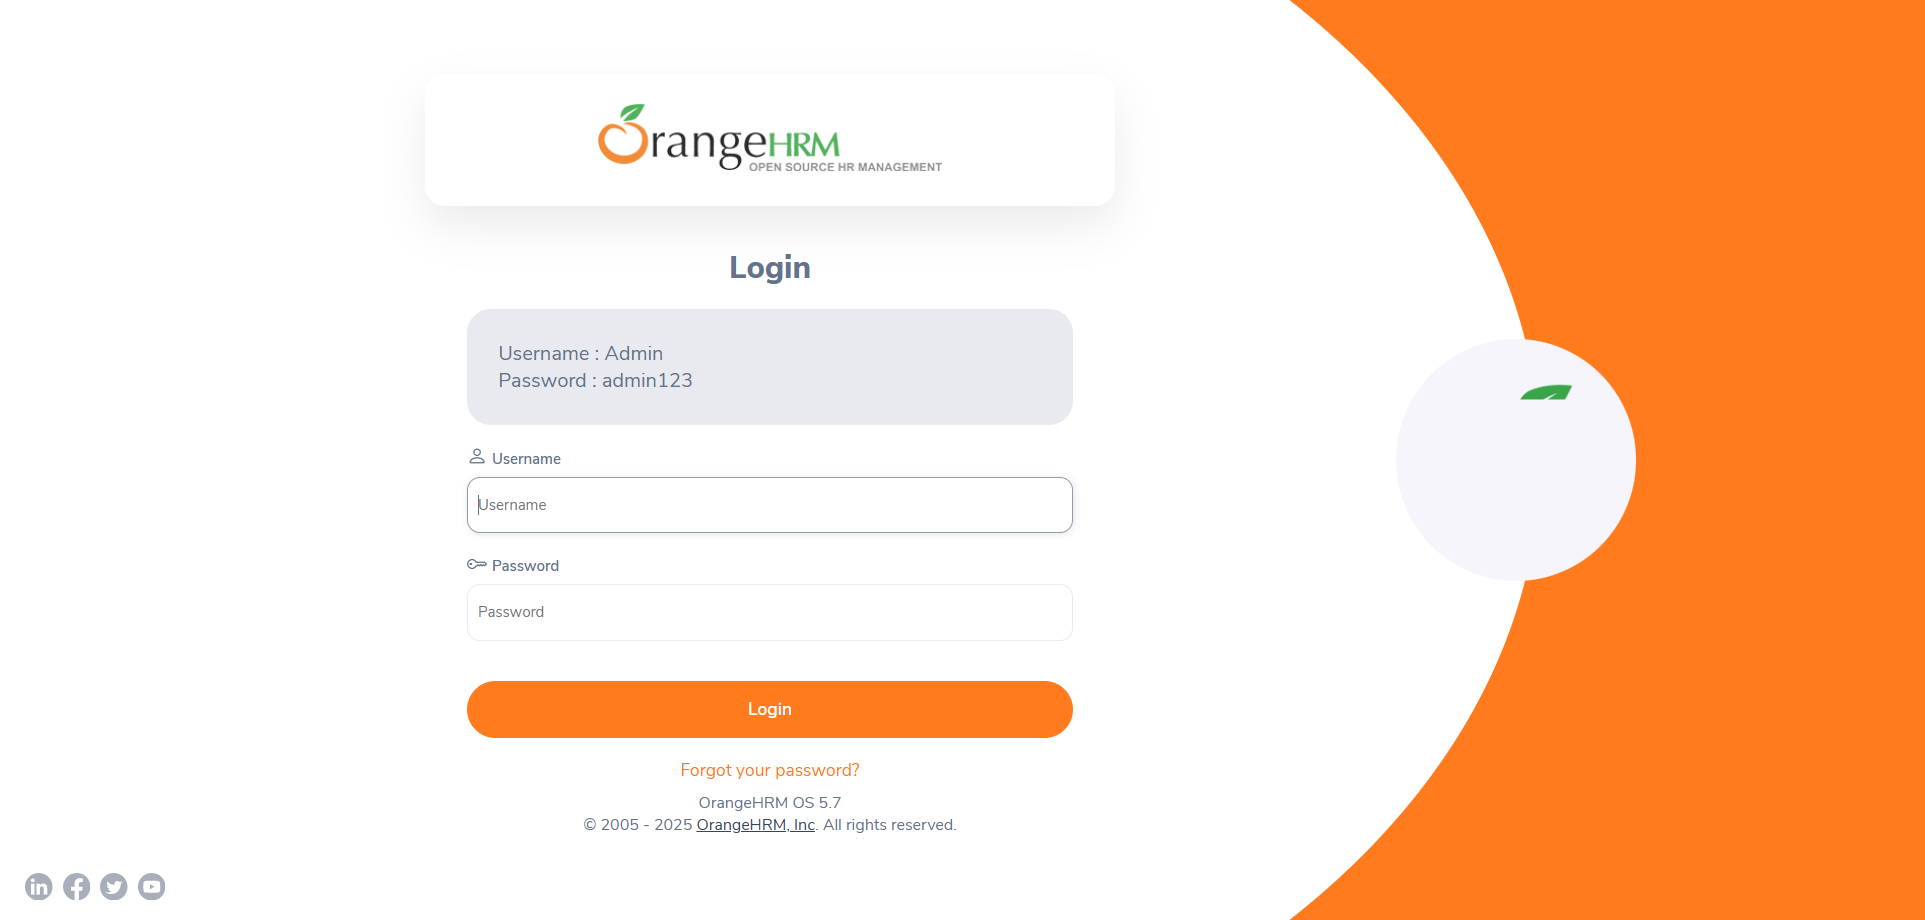 OrangeHRM
OPEN SOURCE HR MANAGEMENT
Login
Username : Admin
Password : admin123
Username
Username
Password
Password
Login
Forgot your password?
OrangeHRM OS 5.7
© 2005 - 2025 OrangeHRM, Inc. All rights reserved.
in